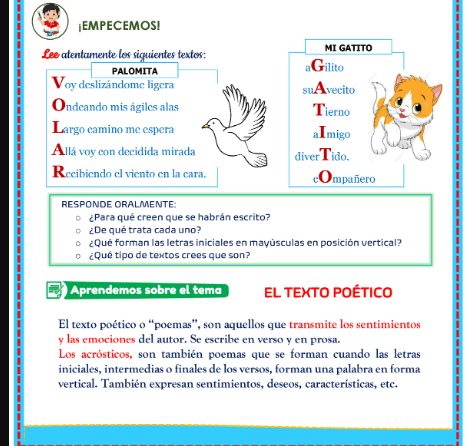 ¡EMPECEMOS!
Lee atentamente los siguientes textos:
PALOMITA
Voy deslizándome ligera
Ondeando mis ágiles alas
Largo camino me espera
Allá voy con decidida mirada
Recibiendo el viento en la cara.
MI GATITO
aGilito
suAvecito
Tierno
aImigo
diverTido.
cOmpañero
RESPONDE ORALMENTE:
¿Para qué creen que se habrán escrito?
¿De qué trata cada uno?
¿Qué forman las letras iniciales en mayúsculas en posición vertical?
¿Qué tipo de textos crees que son?
Aprendemos sobre el tema
EL TEXTO POÉTICO
El texto poético o “poemas”, son aquellos que transmite los sentimientos
y las emociones del autor. Se escribe en verso y en prosa.
Los acrósticos, son también poemas que se forman cuando las letras
iniciales, intermedias o finales de los versos, forman una palabra en forma
vertical. También expresan sentimientos, deseos, características, etc.